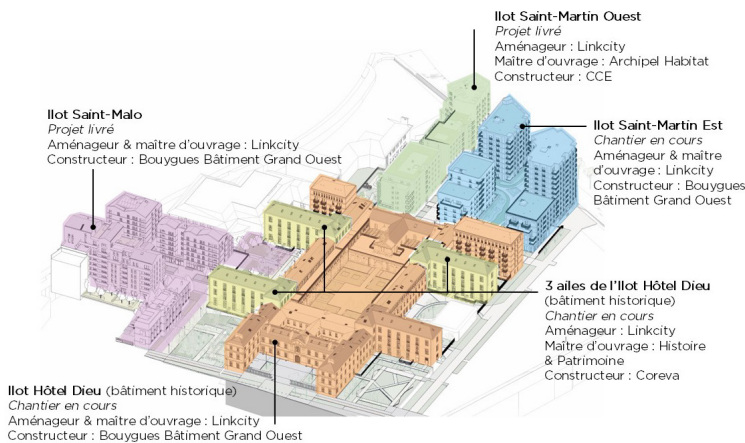 Ilot Saint-Martin Ouest
Projet livré
Aménageur : Linkcity
Maître d'ouvrage : Archipel Habitat
Constructeur : CCE
Ilot Saint-Malo
Projet livré
Aménageur & maître d'ouvrage : Linkcity
Constructeur : Bouygues Bâtiment Grand Ouest
Ilot Saint-Martin Est
Chantier en cours
Aménageur & maître
d'ouvrage : Linkcity
Constructeur : Bouygues
Bâtiment Grand Ouest
3 ailes de l'Ilot Hôtel Dieu
(bâtiment historique)
Chantier en cours
Aménageur : Linkcity
Maître d'ouvrage : Histoire
& Patrimoine
Constructeur : Coreva
Ilot Hôtel Dieu (bâtiment historique)
Chantier en cours
Aménageur & maître d'ouvrage : Linkcity
Constructeur : Bouygues Bâtiment Grand Ouest